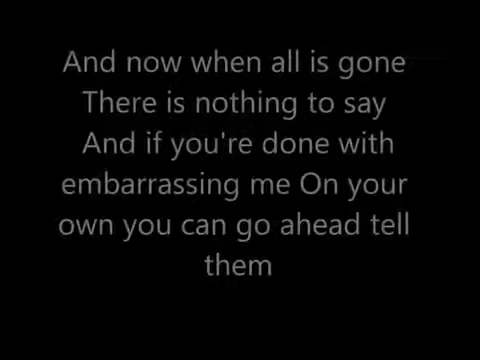 And now when all is gone
There is nothing to say
And if you're done with
embarrassing me On your
own you can go ahead tell
them